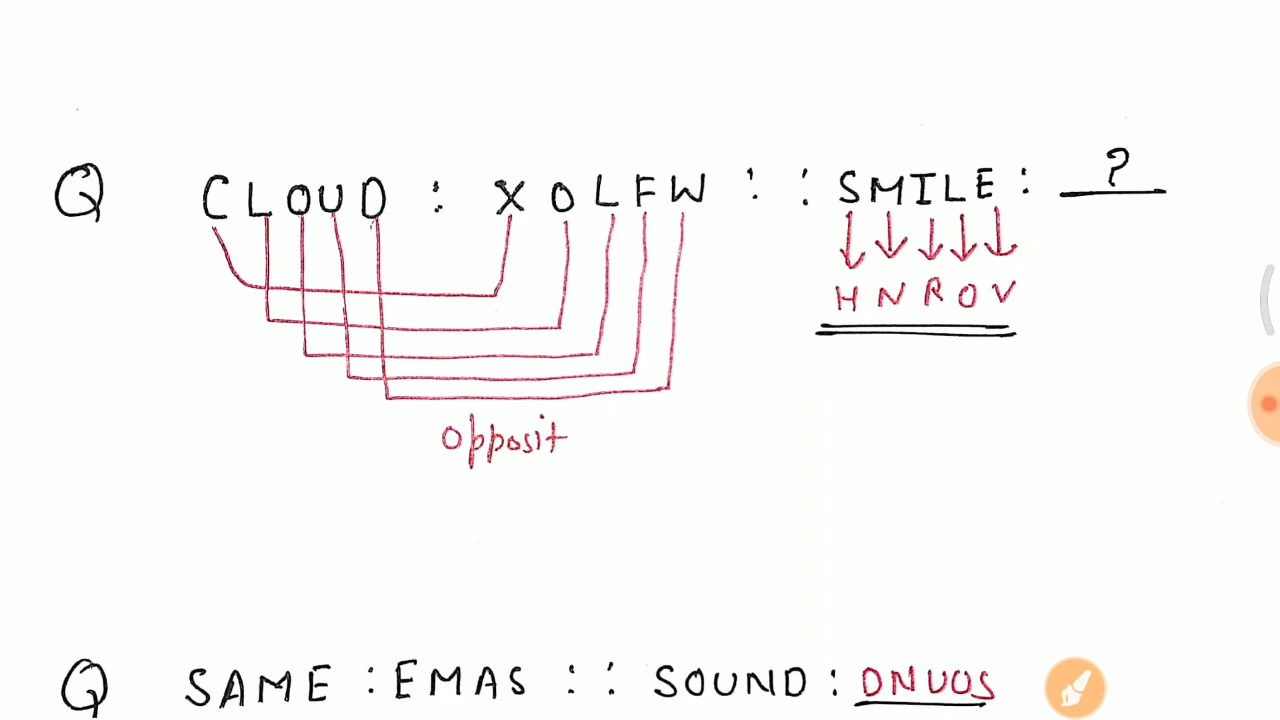 Q CLOUD : XOLFW : : SMILE : ?
HNROV
opposit
Q SAME : EMAS : : SOUND : DNUOS